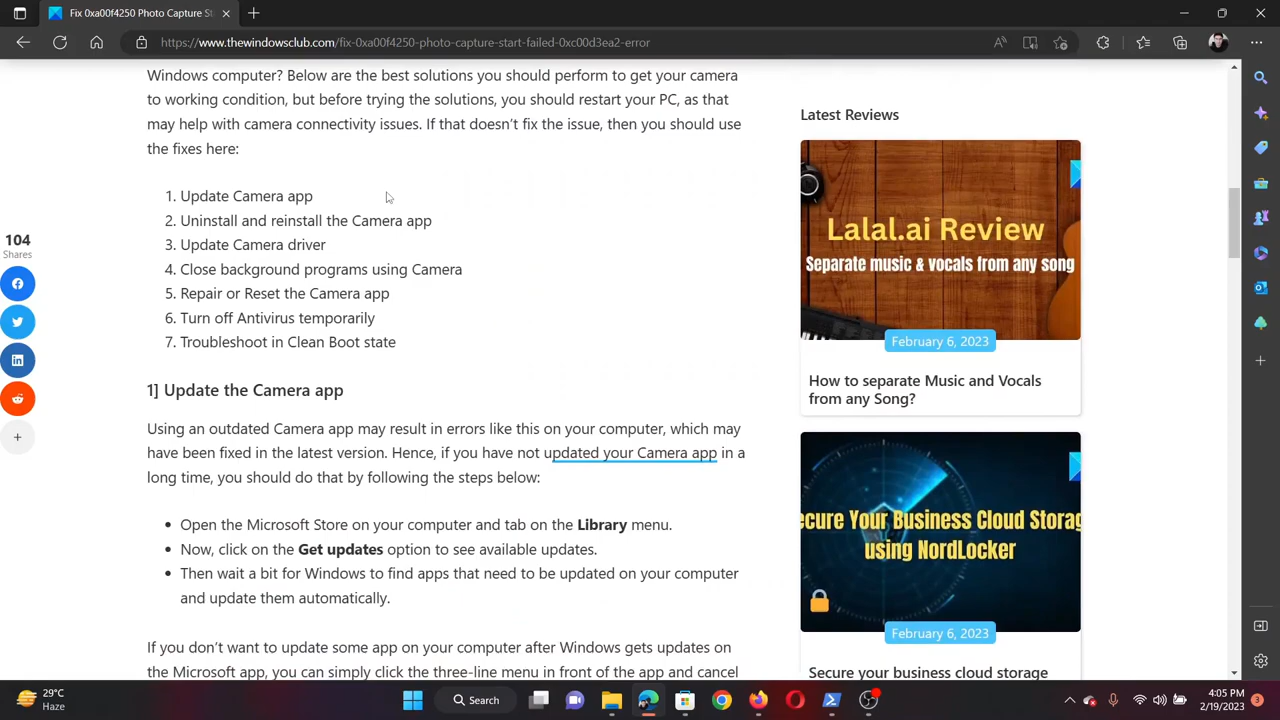 Fix 0xa00f4250 Photo Capture St
https://www.thewindowsclub.com/fix-0xa00f4250-photo-capture-start-failed-0xc00d3ea2-error
Windows computer? Below are the best solutions you should perform to get your camera
to working condition, but before trying the solutions, you should restart your PC, as that
may help with camera connectivity issues. If that doesn’t fix the issue, then you should use
the fixes here:
1. Update Camera app
2. Uninstall and reinstall the Camera app
3. Update Camera driver
4. Close background programs using Camera
5. Repair or Reset the Camera app
6. Turn off Antivirus temporarily
7. Troubleshoot in Clean Boot state
1] Update the Camera app
Using an outdated Camera app may result in errors like this on your computer, which may
have been fixed in the latest version. Hence, if you have not updated your Camera app in a
long time, you should do that by following the steps below:
• Open the Microsoft Store on your computer and tab on the Library menu.
• Now, click on the Get updates option to see available updates.
• Then wait a bit for Windows to find apps that need to be updated on your computer
and update them automatically.
If you don’t want to update some app on your computer after Windows gets updates on
the Microsoft app, you can simply click the three-line menu in front of the app and cancel
104
Shares
Latest Reviews
Lalal.ai Review
Separate music & vocals from any song
February 6, 2023
How to separate Music and Vocals
from any Song?
ecure Your Business Cloud Storag
using NordLocker
February 6, 2023
Secure your business cloud storage
29°C
Haze
Search
4:05 PM
2/19/2023
3